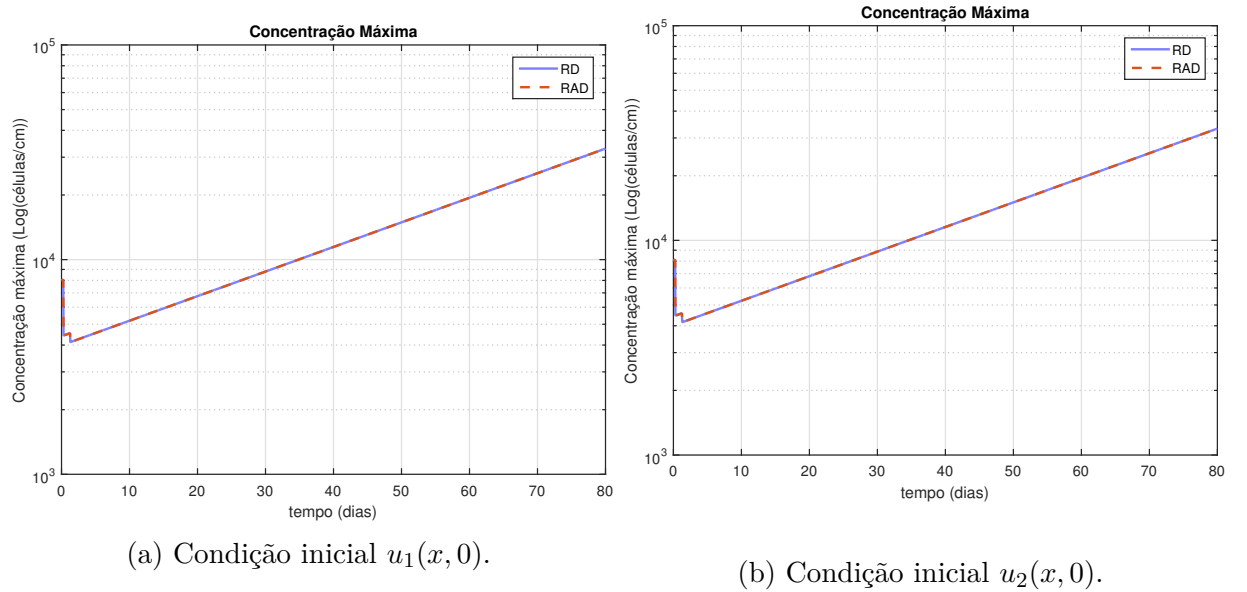 Concentração Máxima
10^5
RD
RAD
Concentração máxima (Log(células/cm))
10^4
10^3
0 10 20 30 40 50 60 70 80
tempo (dias)
(a) Condição inicial u_1(x, 0).
Concentração Máxima
10^5
RD
RAD
Concentração máxima (Log(células/cm))
10^4
10^3
0 10 20 30 40 50 60 70 80
tempo (dias)
(b) Condição inicial u_2(x, 0).